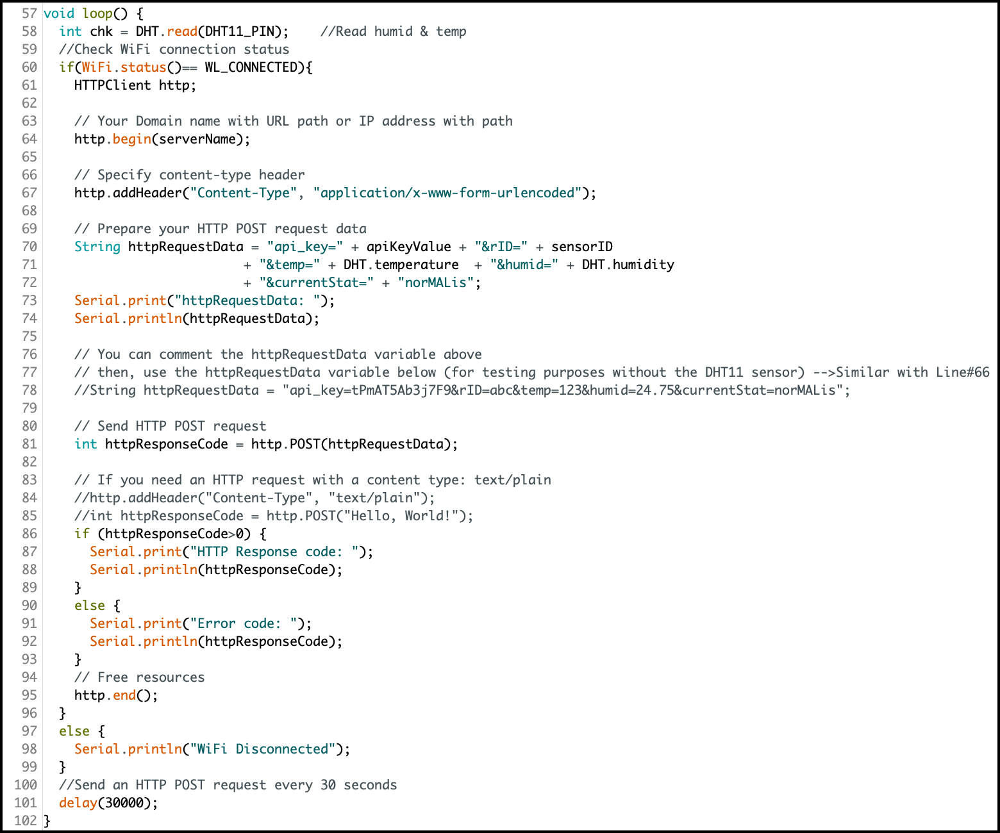 57 void loop() {
58   int chk = DHT.read(DHT11_PIN);    //Read humid & temp
59   //Check WiFi connection status
60   if(WiFi.status()== WL_CONNECTED){
61     HTTPClient http;
62
63     // Your Domain name with URL path or IP address with path
64     http.begin(serverName);
65
66     // Specify content-type header
67     http.addHeader("Content-Type", "application/x-www-form-urlencoded");
68
69     // Prepare your HTTP POST request data
70     String httpRequestData = "api_key=" + apiKeyValue + "&rID=" + sensorID
71                           + "&temp=" + DHT.temperature  + "&humid=" + DHT.humidity
72                           + "&currentStat=" + "norMALis";
73     Serial.print("httpRequestData: ");
74     Serial.println(httpRequestData);
75
76     // You can comment the httpRequestData variable above
77     // then, use the httpRequestData variable below (for testing purposes without the DHT11 sensor) -->Similar with Line#66
78     //String httpRequestData = "api_key=tPmAT5Ab3j7F9&rID=abc&temp=123&humid=24.75&currentStat=norMALis";
79
80     // Send HTTP POST request
81     int httpResponseCode = http.POST(httpRequestData);
82
83     // If you need an HTTP request with a content type: text/plain
84     //http.addHeader("Content-Type", "text/plain");
85     //int httpResponseCode = http.POST("Hello, World!");
86     if (httpResponseCode>0) {
87       Serial.print("HTTP Response code: ");
88       Serial.println(httpResponseCode);
89     }
90     else {
91       Serial.print("Error code: ");
92       Serial.println(httpResponseCode);
93     }
94     // Free resources
95     http.end();
96   }
97   else {
98     Serial.println("WiFi Disconnected");
99   }
100   //Send an HTTP POST request every 30 seconds
101   delay(30000);
102 }